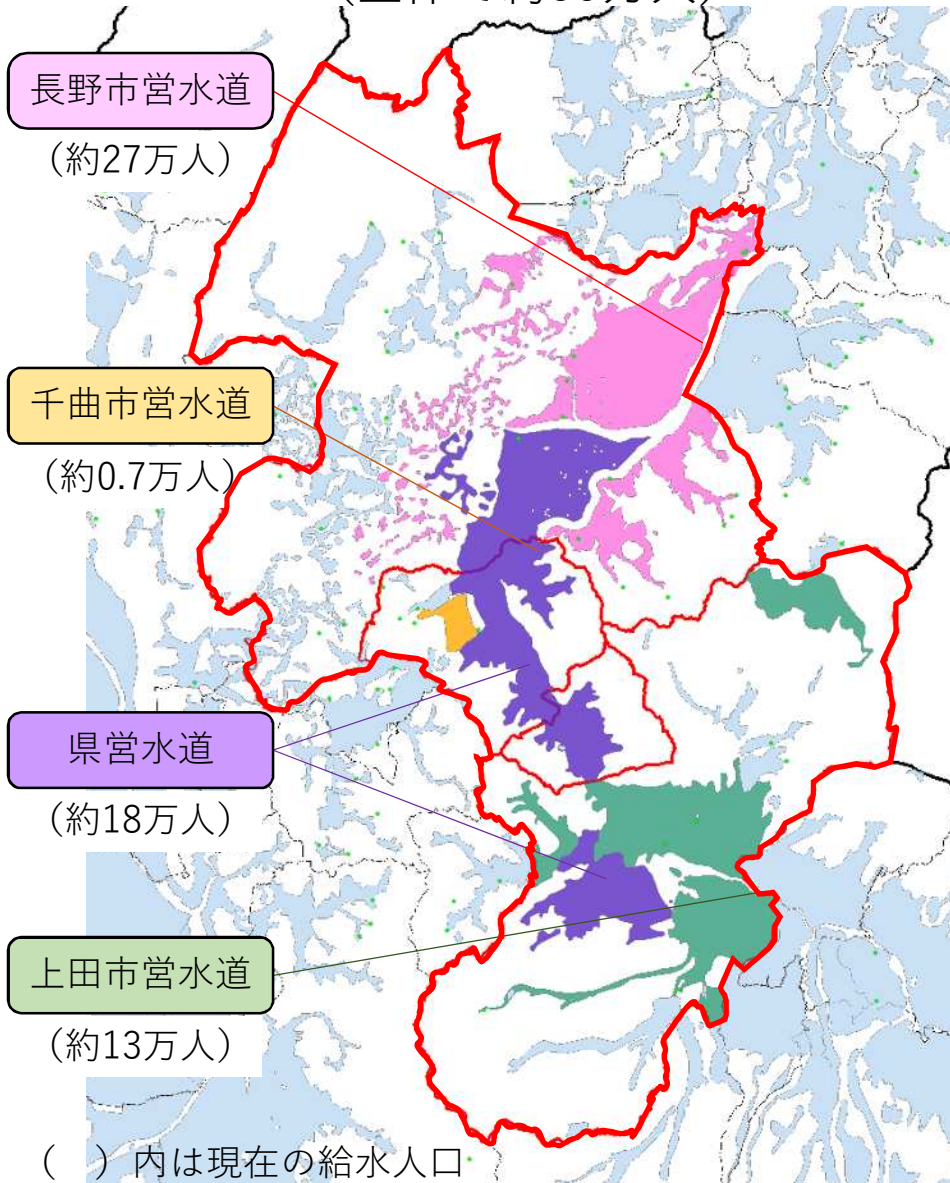 長野市営水道
(約27万人)
千曲市営水道
(約0.7万人)
県営水道
(約18万人)
上田市営水道
(約13万人)
(　) 内は現在の給水人口